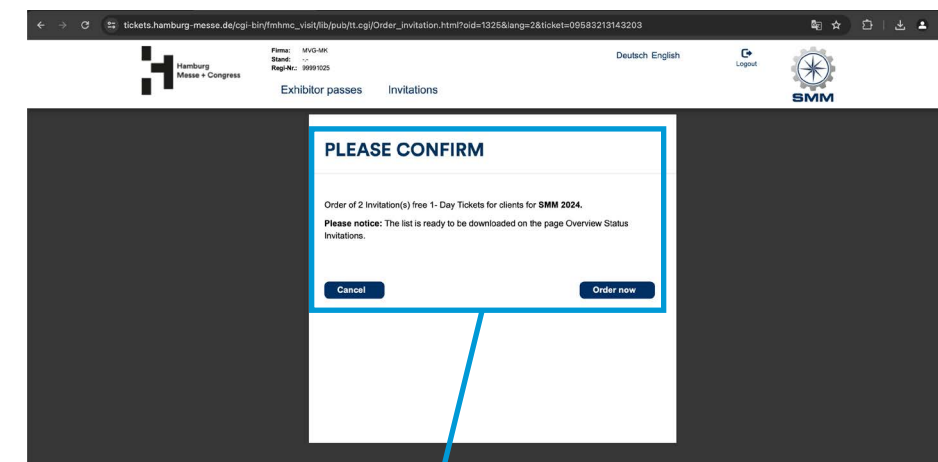 tickets.hamburg-messe.de/cgi-bin/fmhmc_visit/lib/pub/tt.cgi/Order_invitation.html?oid=1325&lang=2&ticket=09583213143203
Hamburg
Messe + Congress
Firma: MVG-MK
Stand: -.-
Regi-Nr.: 99991025
Deutsch English
Logout
SMM
Exhibitor passes Invitations
PLEASE CONFIRM
Order of 2 Invitation(s) free 1- Day Tickets for clients for SMM 2024.
Please notice: The list is ready to be downloaded on the page Overview Status
Invitations.
Cancel
Order now